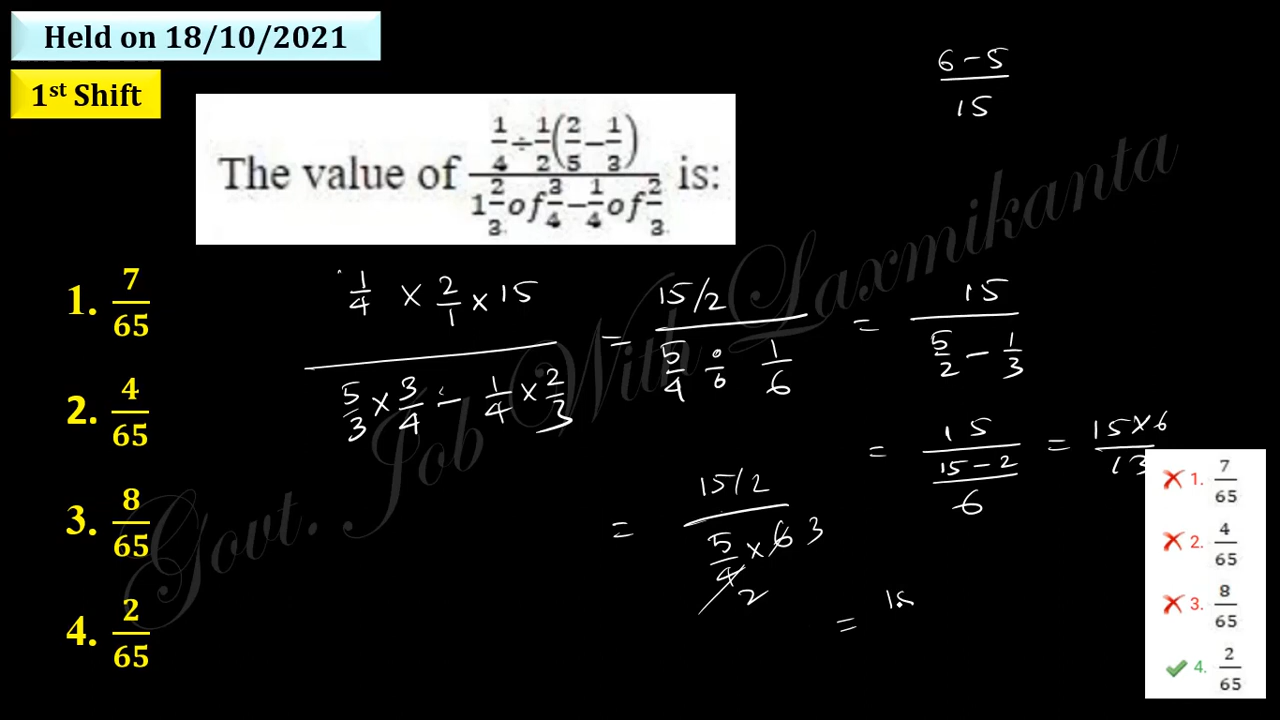 Held on 18/10/2021
1st Shift
6 - 5 / 15
The value of (1/4 ÷ 1/2 (2/5 − 1/3)) / (1 2/3 of 3/4 − 1/4 of 2/3) is:
1. 7/65
2. 4/65
3. 8/65
4. 2/65
(1/4 × 2/1 × 15) / (5/3 × 3/4 ÷ 1/4 × 2/3) = (15/2) / (5/4 ÷ 1/6) = 15 / (5/2 − 1/3)
= 15 / ((15 − 2)/6) = 15×6 / 13
= (15/2) / (5/4 × 6) 3 2
= 15
Govt. Job With Laxmikanta
1. 7/65
2. 4/65
3. 8/65
4. 2/65